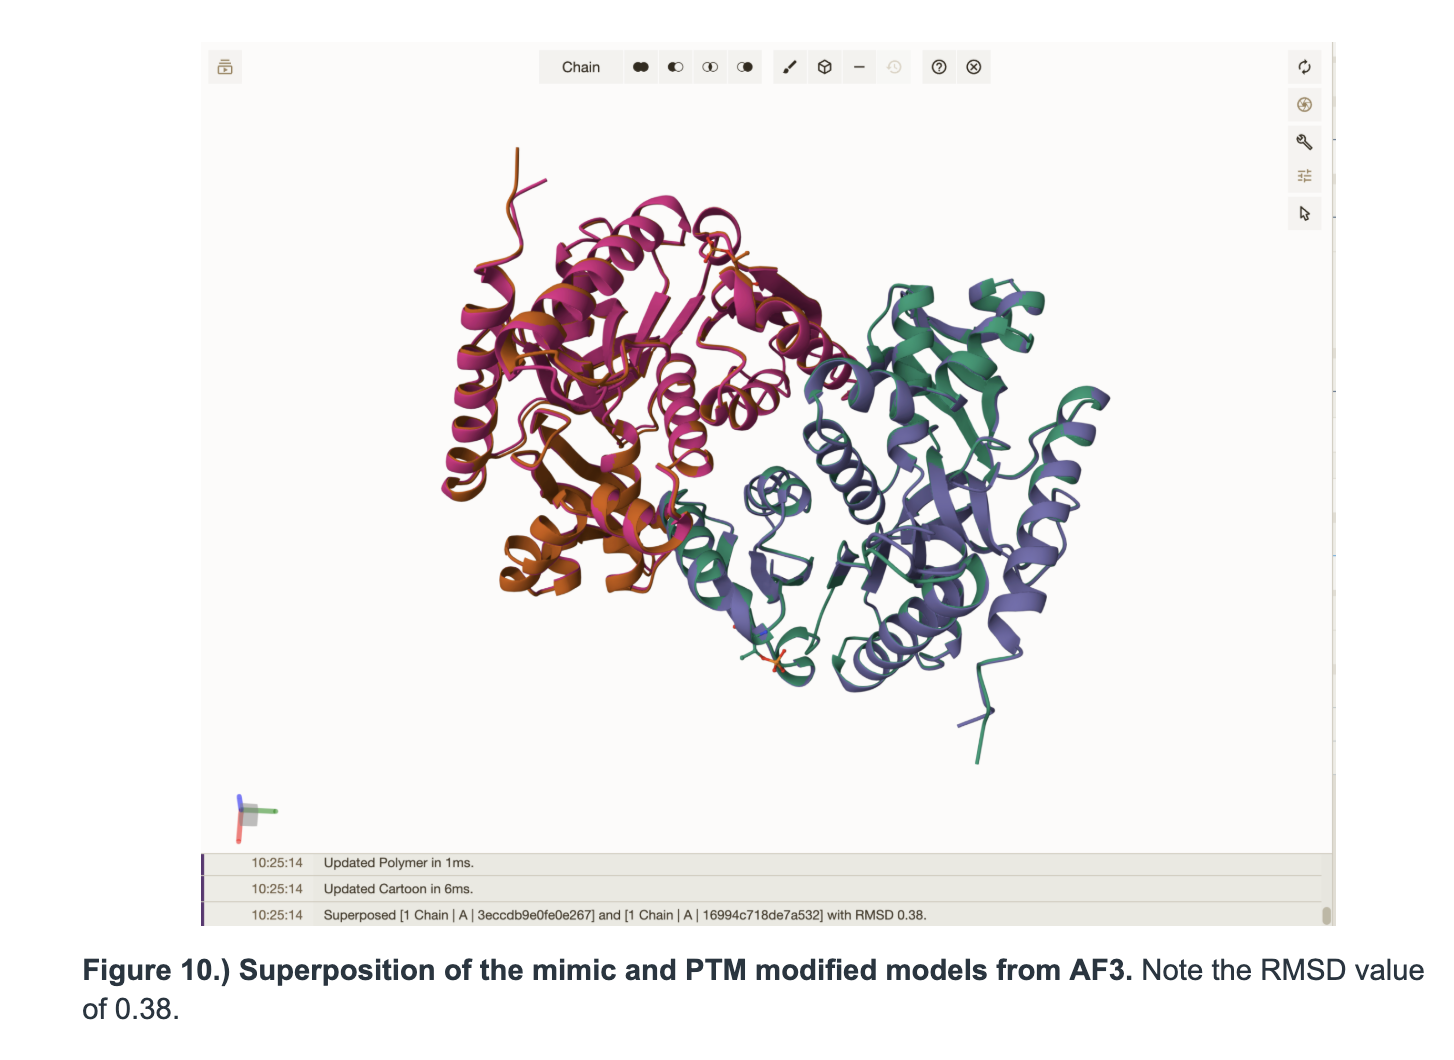 Chain
10:25:14 Updated Polymer in 1ms.
10:25:14 Updated Cartoon in 6ms.
10:25:14 Superposed [1 Chain | A | 3eccdb9e0fe0e267] and [1 Chain | A | 16994c718de7a532] with RMSD 0.38.
Figure 10.) Superposition of the mimic and PTM modified models from AF3. Note the RMSD value
of 0.38.